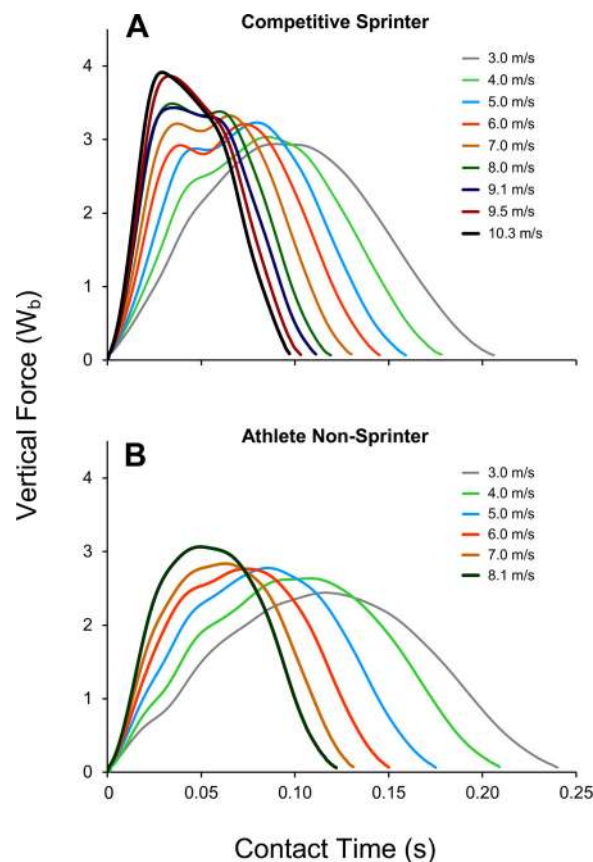 A
Competitive Sprinter
4
3
2
1
0
3.0 m/s
4.0 m/s
5.0 m/s
6.0 m/s
7.0 m/s
8.0 m/s
9.1 m/s
9.5 m/s
10.3 m/s
Vertical Force (Wb)
B
Athlete Non-Sprinter
4
3
2
1
0
3.0 m/s
4.0 m/s
5.0 m/s
6.0 m/s
7.0 m/s
8.1 m/s
0 0.05 0.10 0.15 0.20 0.25
Contact Time (s)